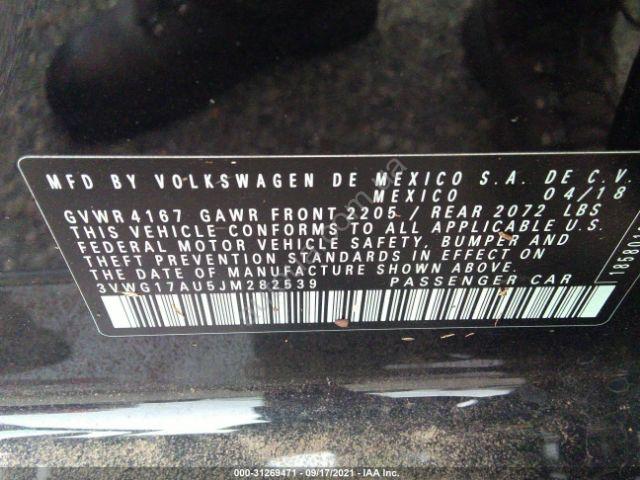 MFD BY VOLKSWAGEN DE MEXICO S.A. DE C.V.
MEXICO 04/18
GVWR 4167 GAWR FRONT 2205 / REAR 2072 LBS
THIS VEHICLE CONFORMS TO ALL APPLICABLE U.S.
FEDERAL MOTOR VEHICLE SAFETY, BUMPER AND
THEFT PREVENTION STANDARDS IN EFFECT ON
THE DATE OF MANUFACTURE SHOWN ABOVE.
3VWG17AU5JM282539 PASSENGER CAR
000-31269471 - 09/17/2021 - IAA Inc.